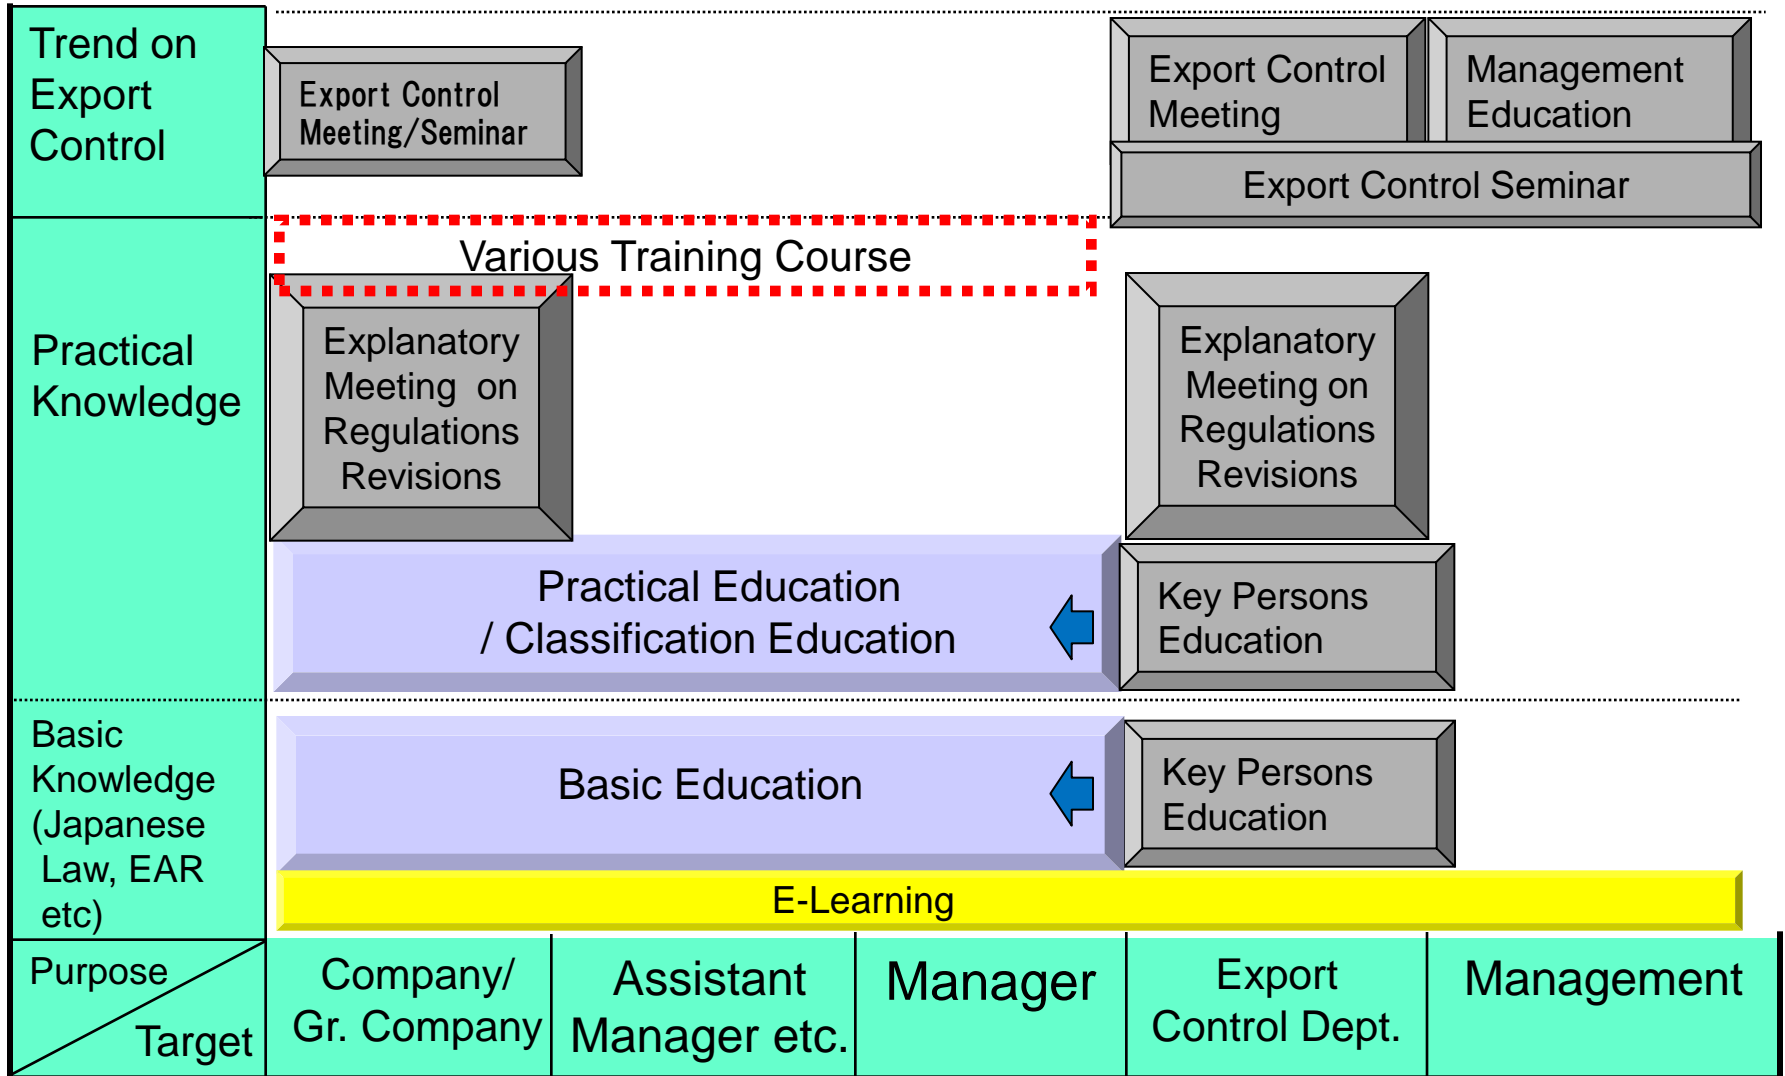 Trend on
Export
Control
Export Control
Meeting/Seminar
Export Control
Meeting
Management
Education
Export Control Seminar
Practical
Knowledge
Various Training Course
Explanatory
Meeting on
Regulations
Revisions
Explanatory
Meeting on
Regulations
Revisions
Practical Education
/ Classification Education
Key Persons
Education
Basic
Knowledge
(Japanese
Law, EAR
etc)
Basic Education
Key Persons
Education
E-Learning
Purpose
Target
Company/
Gr. Company
Assistant
Manager etc.
Manager
Export
Control Dept.
Management